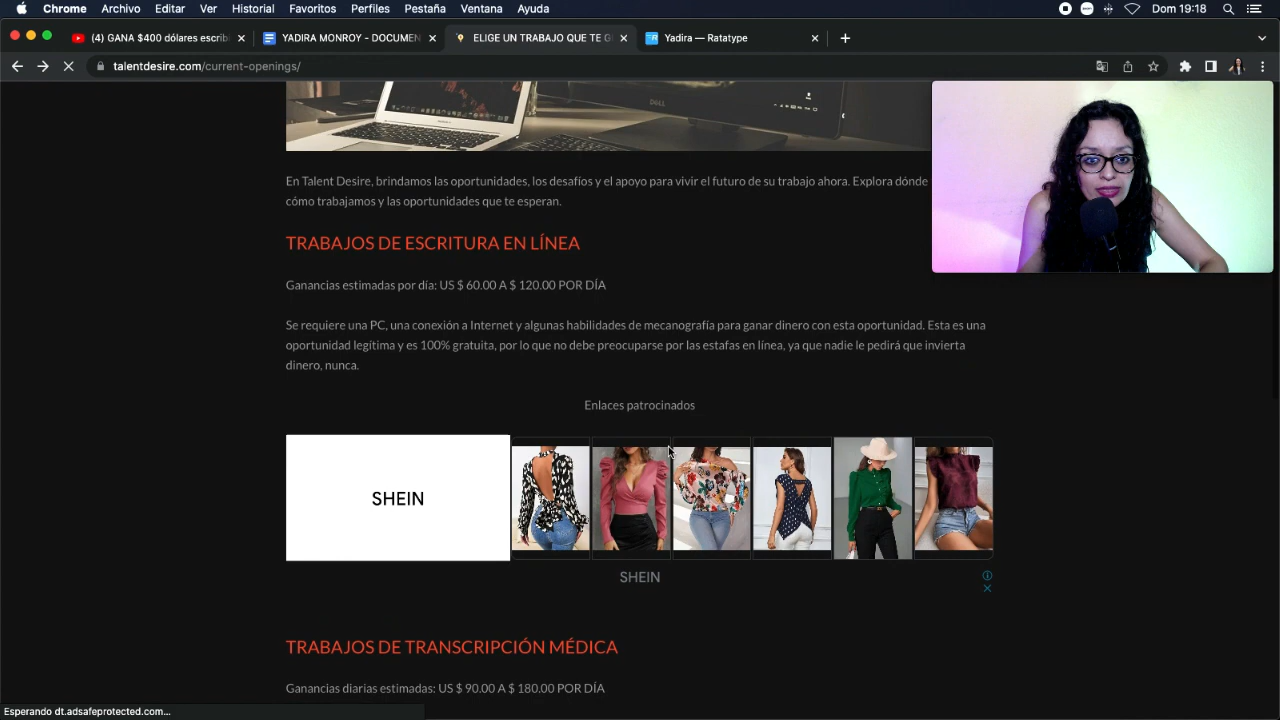 Chrome Archivo Editar Ver Historial Favoritos Perfiles Pestaña Ventana Ayuda Dom 19:18
(4) GANA $400 dólares escribi
YADIRA MONROY - DOCUMEN
ELIGE UN TRABAJO QUE TE G
Yadira — Ratatype
talentdesire.com/current-openings/
DELL
En Talent Desire, brindamos las oportunidades, los desafíos y el apoyo para vivir el futuro de su trabajo ahora. Explora dónde
cómo trabajamos y las oportunidades que te esperan.
TRABAJOS DE ESCRITURA EN LÍNEA
Ganancias estimadas por día: US $ 60.00 A $ 120.00 POR DÍA
Se requiere una PC, una conexión a Internet y algunas habilidades de mecanografía para ganar dinero con esta oportunidad. Esta es una
oportunidad legítima y es 100% gratuita, por lo que no debe preocuparse por las estafas en línea, ya que nadie le pedirá que invierta
dinero, nunca.
Enlaces patrocinados
SHEIN
SHEIN
TRABAJOS DE TRANSCRIPCIÓN MÉDICA
Ganancias diarias estimadas: US $ 90.00 A $ 180.00 POR DÍA
Esperando dt.adsafeprotected.com...